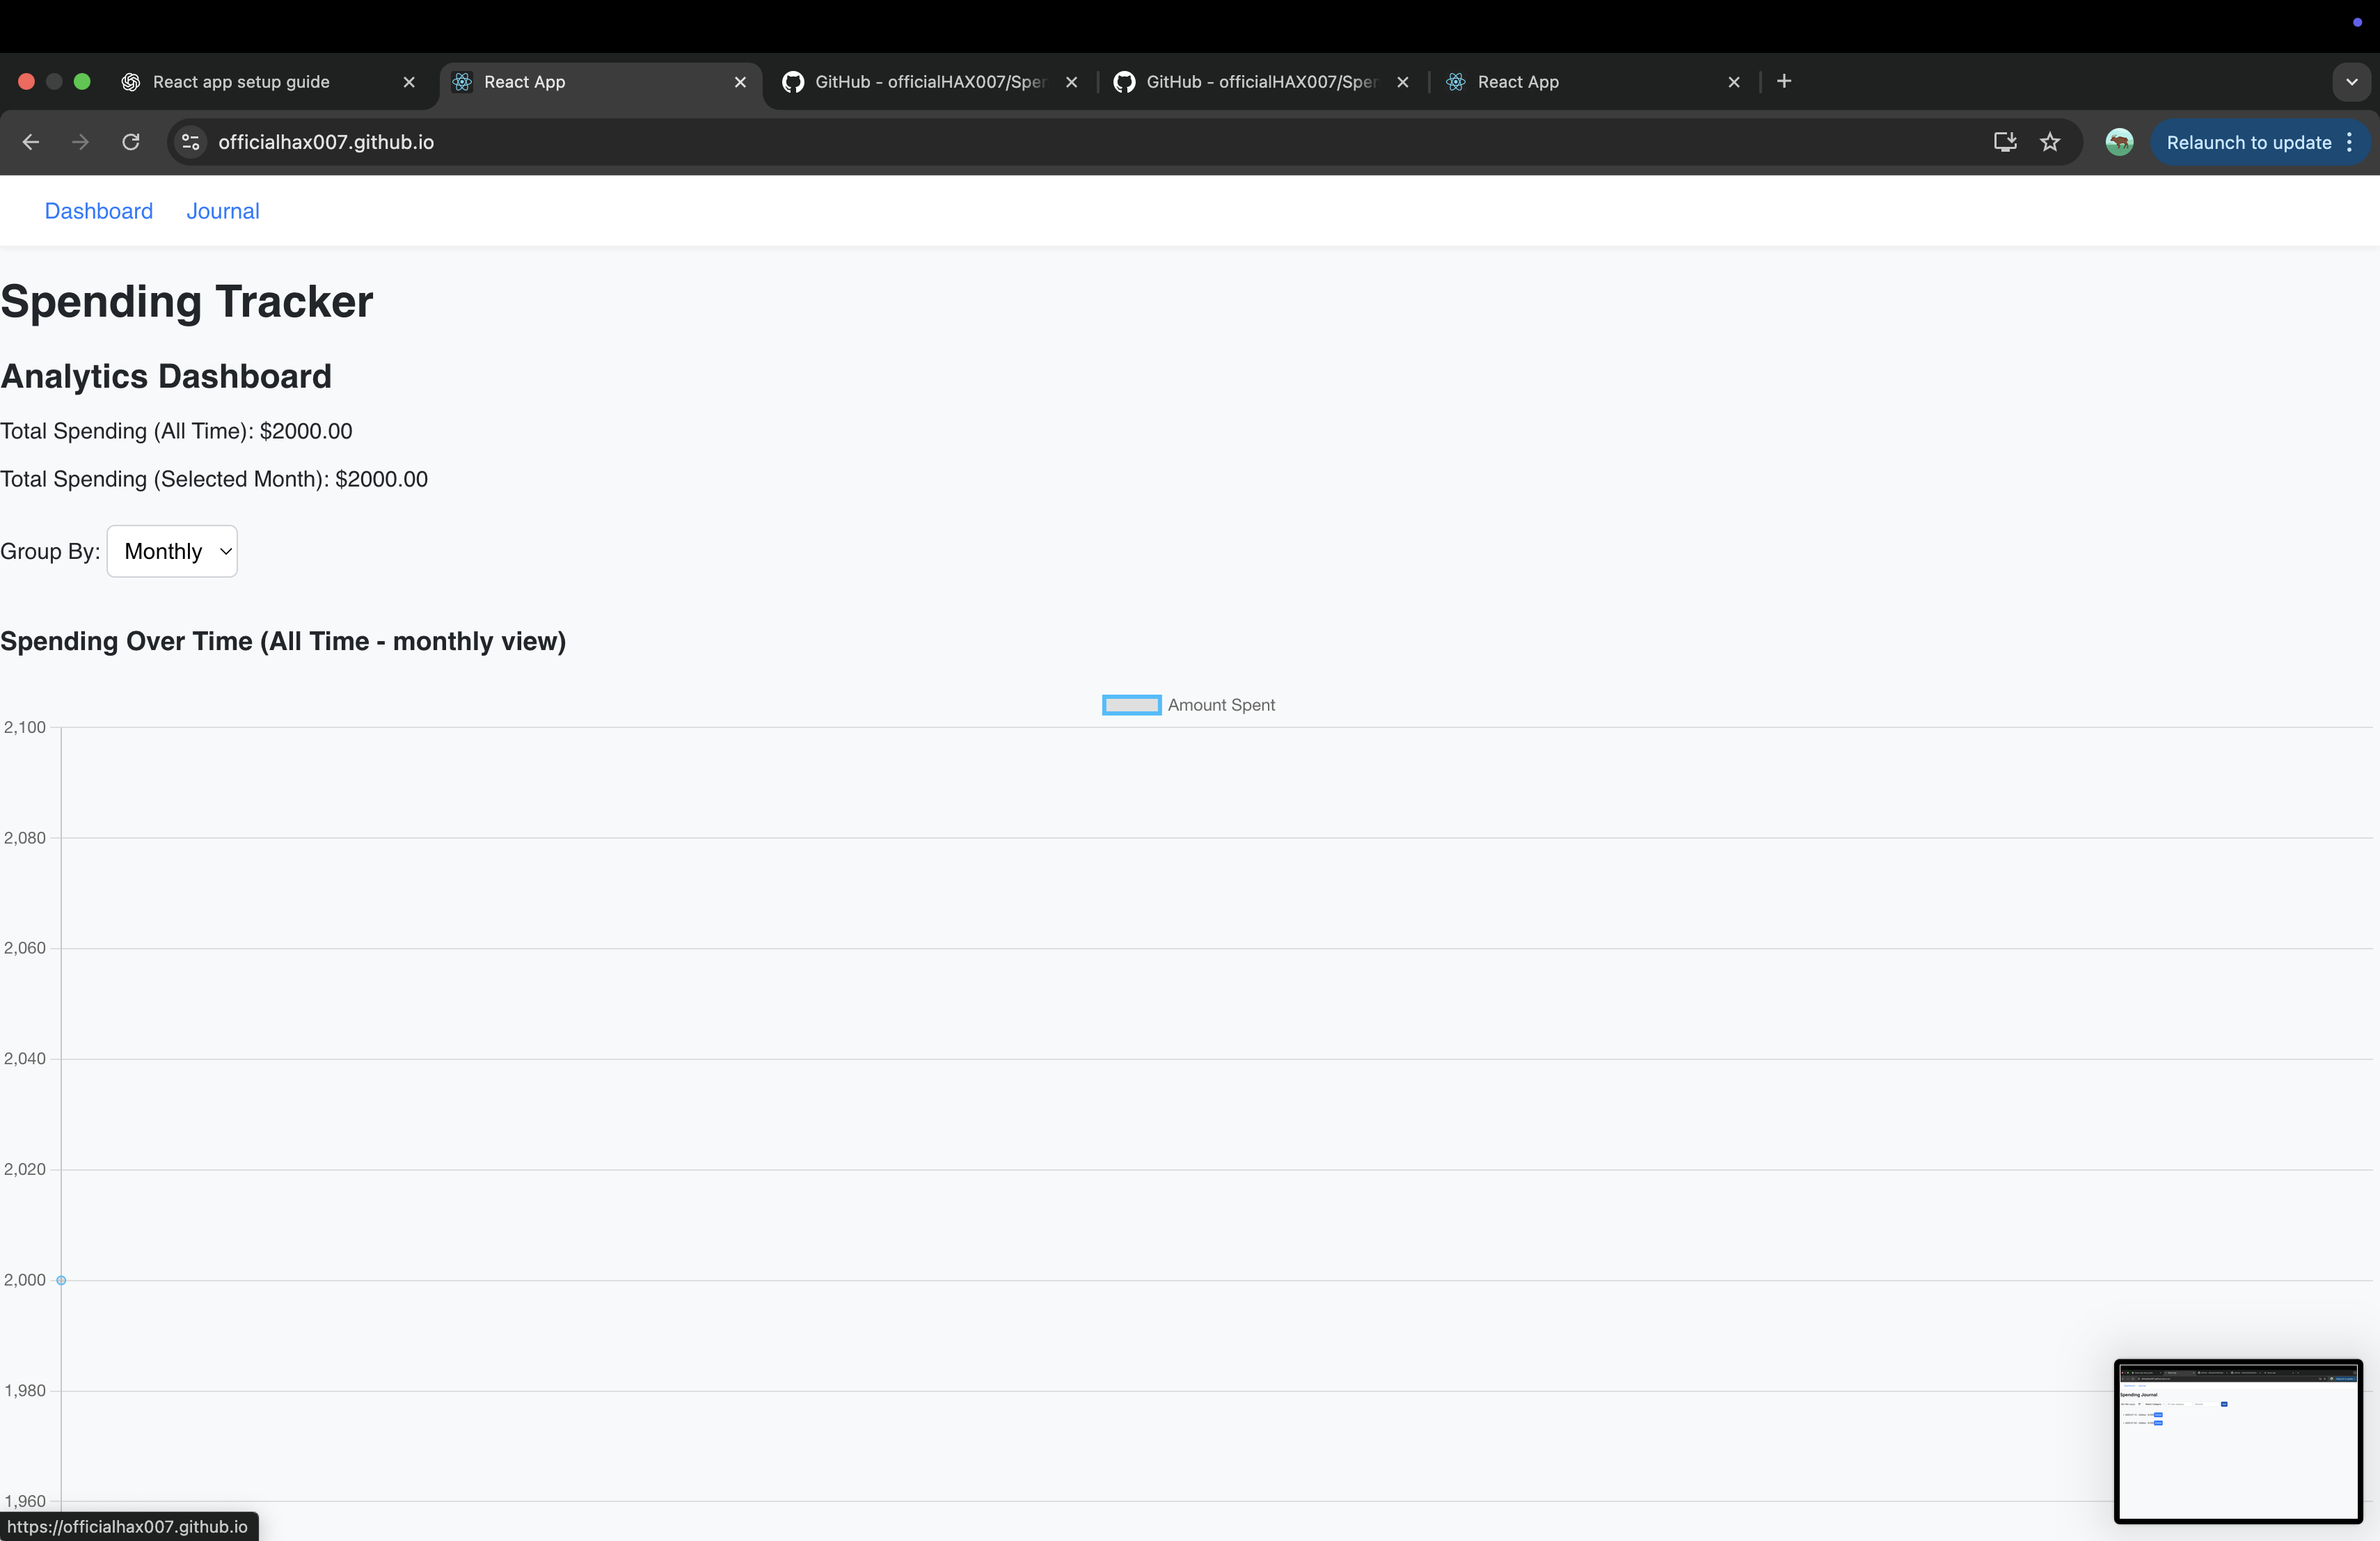 React app setup guide
React App
GitHub - officialHAX007/Sper
GitHub - officialHAX007/Sper
React App
officialhax007.github.io
Relaunch to update
Dashboard Journal
Spending Tracker
Analytics Dashboard
Total Spending (All Time): $2000.00
Total Spending (Selected Month): $2000.00
Group By: Monthly
Spending Over Time (All Time - monthly view)
Amount Spent
2,100
2,080
2,060
2,040
2,020
2,000
1,980
1,960
Spending Journal
https://officialhax007.github.io